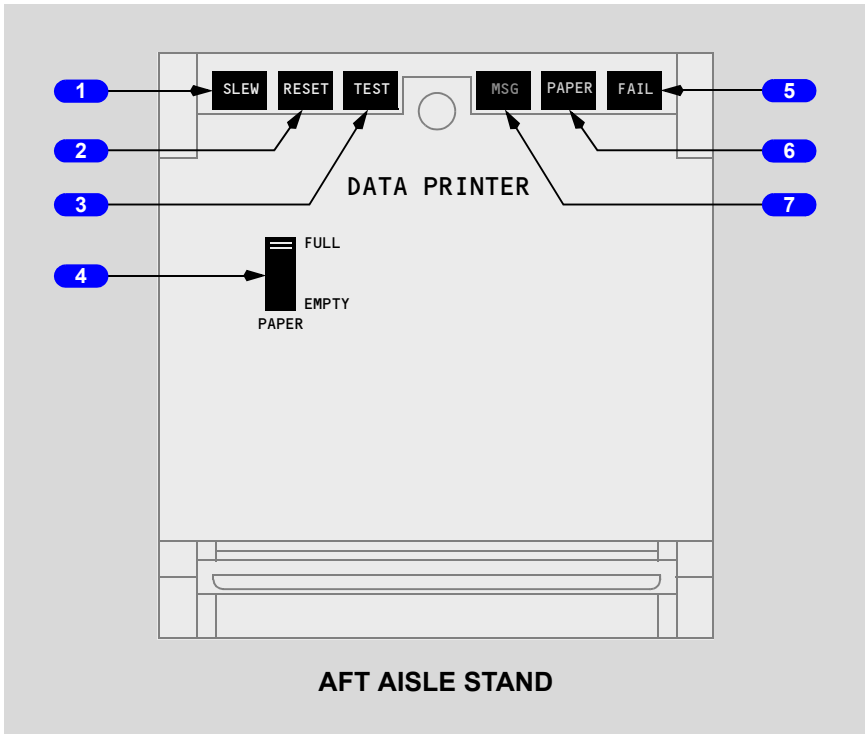 1 SLEW RESET TEST MSG PAPER FAIL 5
2 6
DATA PRINTER
3 7
FULL
4
EMPTY
PAPER
AFT AISLE STAND